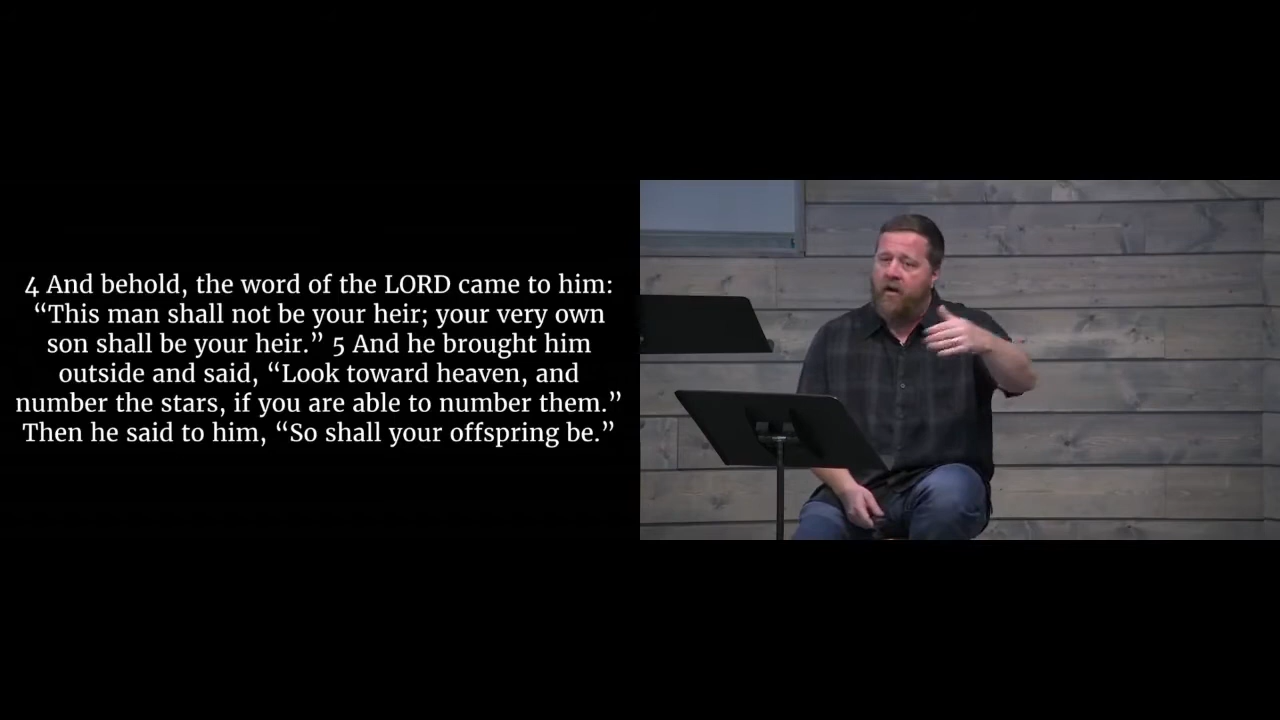 4 And behold, the word of the LORD came to him:
“This man shall not be your heir; your very own
son shall be your heir.” 5 And he brought him
outside and said, “Look toward heaven, and
number the stars, if you are able to number them.”
Then he said to him, “So shall your offspring be.”